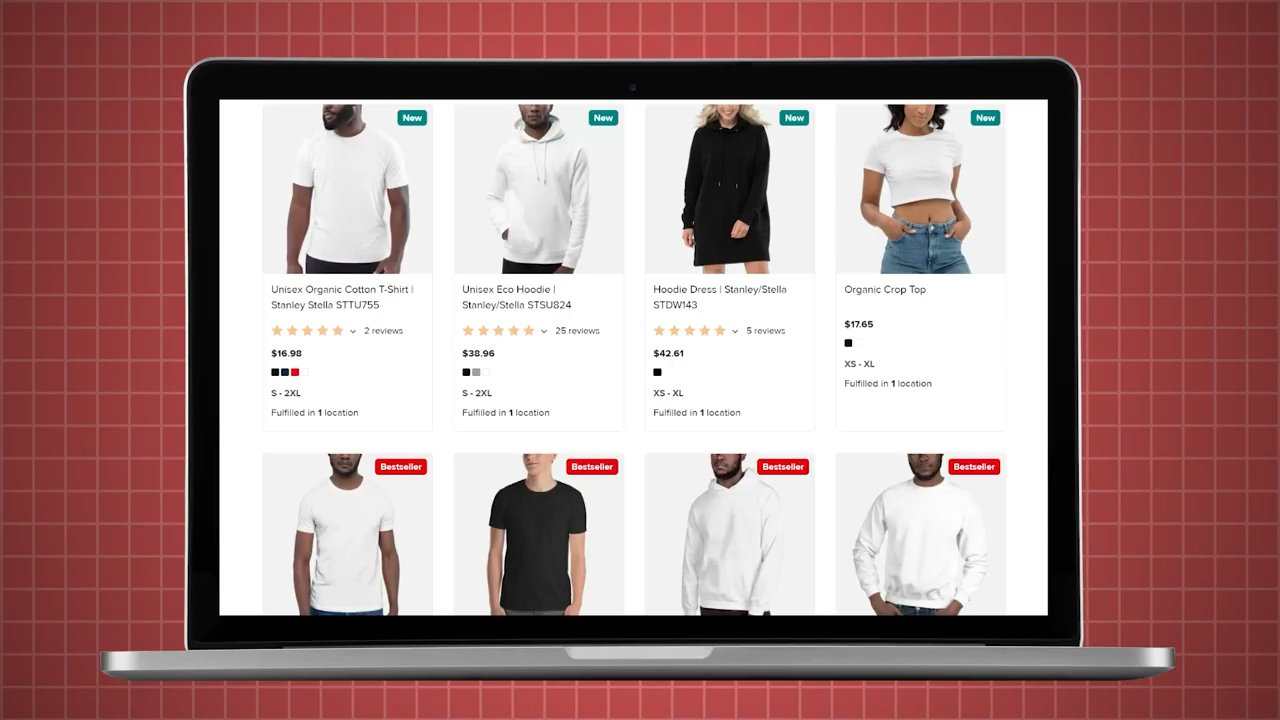 New
New
New
New
Unisex Organic Cotton T-Shirt |
Stanley Stella STTU755
2 reviews
$16.98
S - 2XL
Fulfilled in 1 location
Unisex Eco Hoodie |
Stanley/Stella STSU824
25 reviews
$38.96
S - 2XL
Fulfilled in 1 location
Hoodie Dress | Stanley/Stella
STDW143
5 reviews
$42.61
XS - XL
Fulfilled in 1 location
Organic Crop Top
$17.65
XS - XL
Fulfilled in 1 location
Bestseller
Bestseller
Bestseller
Bestseller